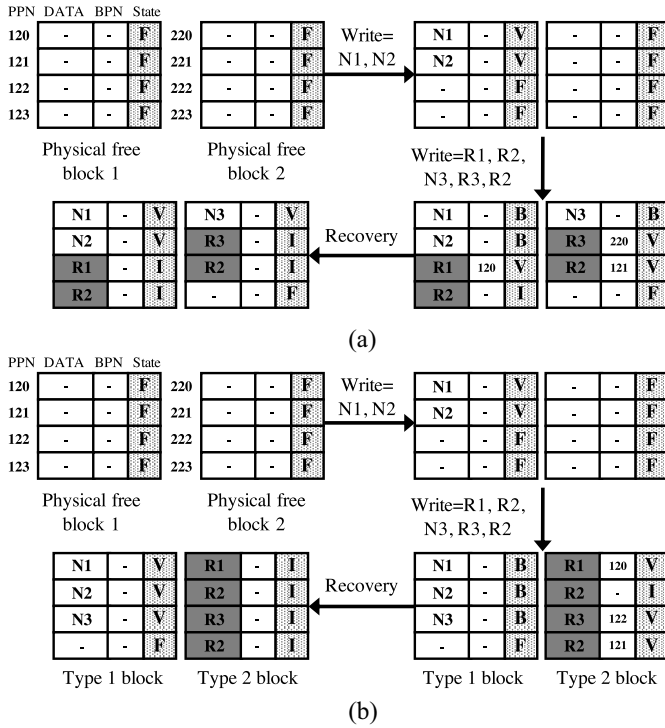 PPN DATA BPN State
120 - - F 220 - - F Write= N1 - V - - F
121 - - F 221 - - F N1, N2 N2 - V - - F
122 - - F 222 - - F - - F - - F
123 - - F 223 - - F - - F - - F
Physical free block 1
Physical free block 2
Write=R1, R2,
N3, R3, R2
N1 - V N3 - V N1 - B N3 - B
N2 - V R3 - I Recovery N2 - B R3 220 V
R1 - I R2 - I R1 120 V R2 121 V
R2 - I - - F R2 - I - - F
(a)
PPN DATA BPN State
120 - - F 220 - - F Write= N1 - V - - F
121 - - F 221 - - F N1, N2 N2 - V - - F
122 - - F 222 - - F - - F - - F
123 - - F 223 - - F - - F - - F
Physical free block 1
Physical free block 2
Write=R1, R2,
N3, R3, R2
N1 - V R1 - I N1 - B R1 120 V
N2 - V R2 - I Recovery N2 - B R2 - I
N3 - V R3 - I N3 - B R3 122 V
- - F R2 - I - - F R2 121 V
Type 1 block Type 2 block Type 1 block Type 2 block
(b)